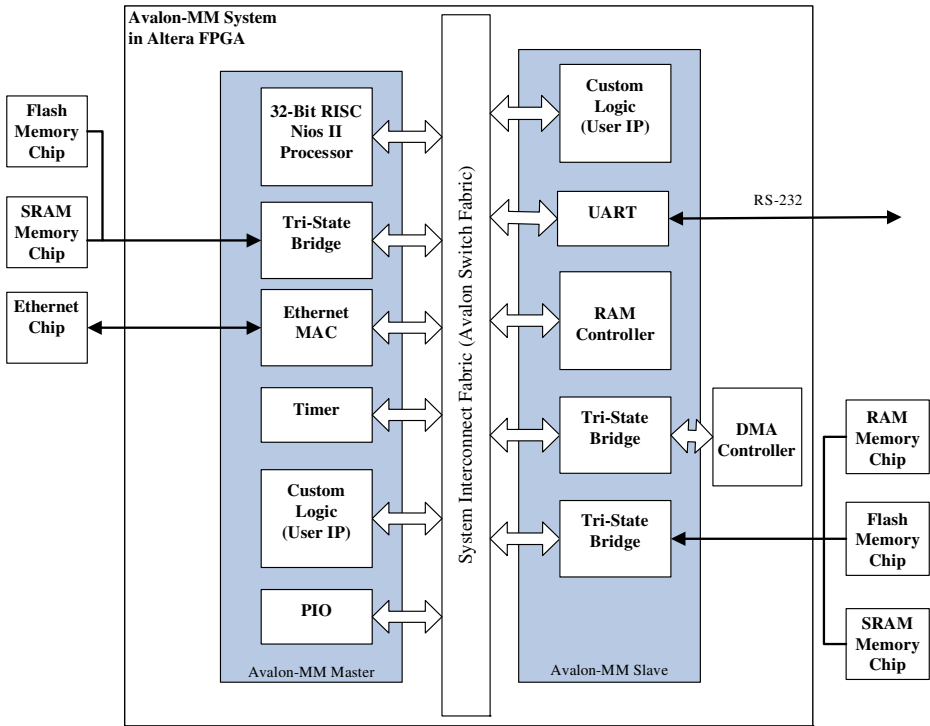 Avalon-MM System
in Altera FPGA
Flash
Memory
Chip
SRAM
Memory
Chip
Ethernet
Chip
32-Bit RISC
Nios II
Processor
Tri-State
Bridge
Ethernet
MAC
Timer
Custom
Logic
(User IP)
PIO
Avalon-MM Master
System Interconnect Fabric (Avalon Switch Fabric)
Custom
Logic
(User IP)
UART
RAM
Controller
Tri-State
Bridge
Tri-State
Bridge
Avalon-MM Slave
RS-232
DMA
Controller
RAM
Memory
Chip
Flash
Memory
Chip
SRAM
Memory
Chip